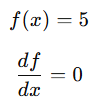 f(x) = 5
df/dx = 0